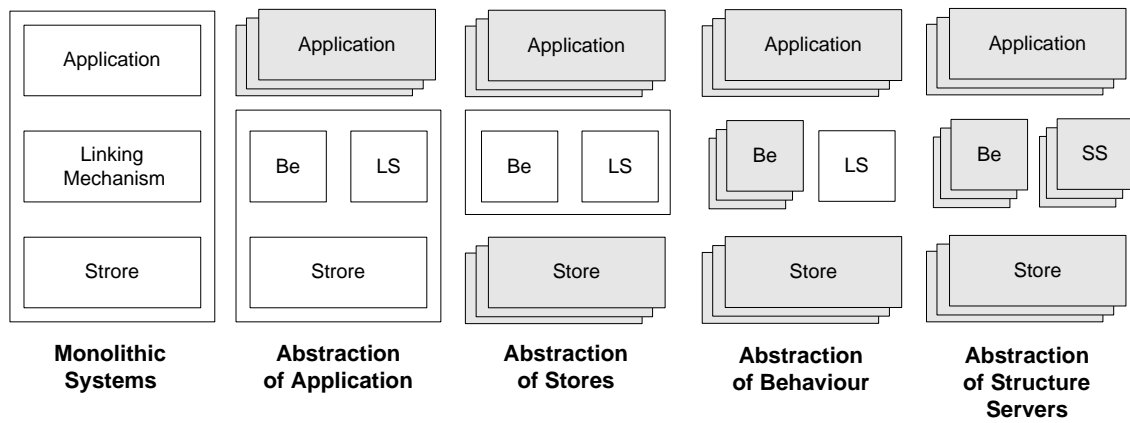 Application
Linking
Mechanism
Strore
Monolithic
Systems
Application
Be
LS
Strore
Abstraction
of Application
Application
Be
LS
Store
Abstraction
of Stores
Application
Be
LS
Store
Abstraction
of Behaviour
Application
Be
SS
Store
Abstraction
of Structure
Servers